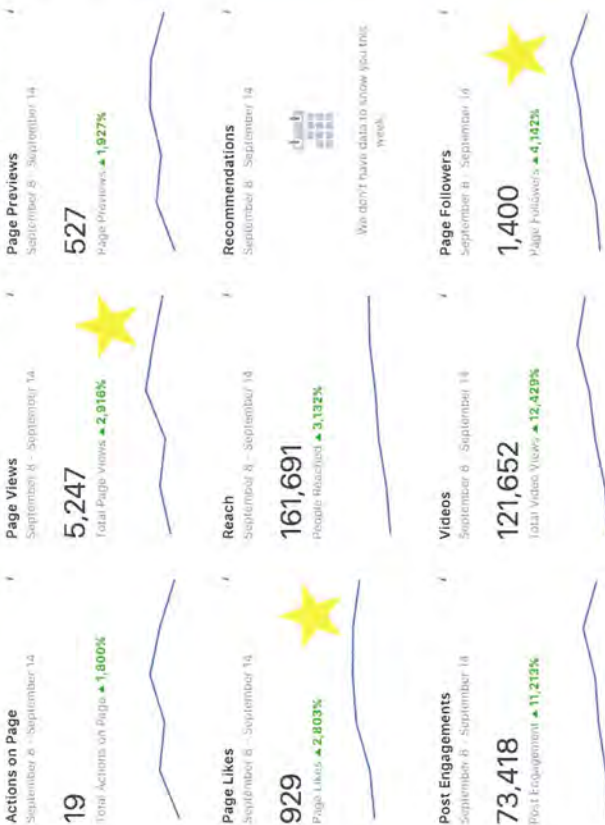 Actions on Page
September 8 - September 14
19
Total Actions on Page ▲1,800%
Page Views
September 8 - September 14
5,247
Total Page Views ▲2,916%
Page Previews
September 8 - September 14
527
Page Previews ▲1,927%
Page Likes
September 8 - September 14
929
Page Likes ▲2,803%
Reach
September 8 - September 14
161,691
People Reached ▲3,132%
Recommendations
September 8 - September 14
We don't have data to show you this
week.
Post Engagements
September 8 - September 14
73,418
Post Engagement ▲11,213%
Videos
September 8 - September 14
121,652
Total Video Views ▲12,429%
Page Followers
September 8 - September 14
1,400
Page Followers ▲4,142%